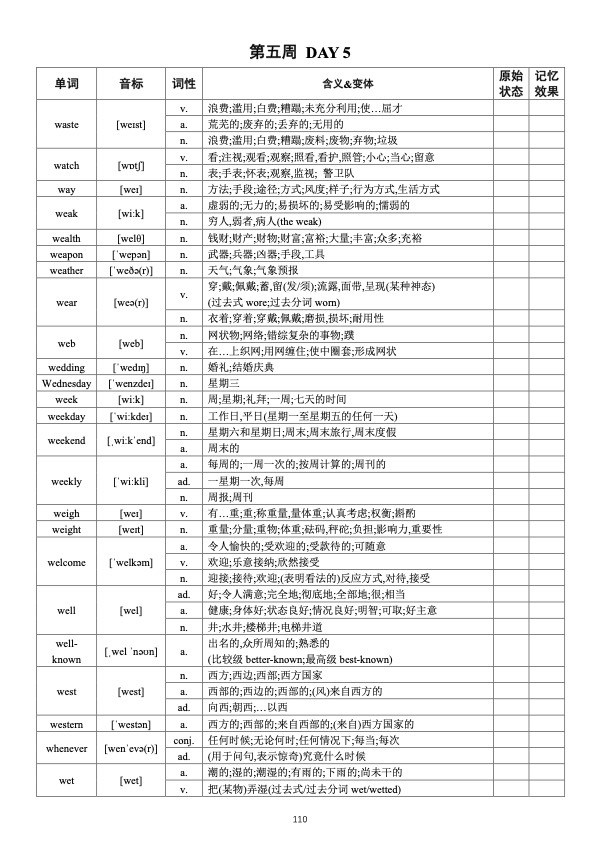 第五周 DAY 5
单词 音标 词性 含义&变体 原始状态 记忆效果
waste [weɪst] v. 浪费;滥用;白费;糟蹋;未充分利用;使…屈才
a. 荒芜的;废弃的;丢弃的;无用的
n. 浪费;滥用;白费;糟蹋;废料;废物;弃物;垃圾
watch [wɒtʃ] v. 看;注视;观看;观察;照看,看护,照管;小心;当心;留意
n. 表;手表;怀表;观察,监视; 警卫队
way [weɪ] n. 方法;手段;途径;方式;风度;样子;行为方式,生活方式
weak [wiːk] a. 虚弱的;无力的;易损坏的;易受影响的;懦弱的
n. 穷人,弱者,病人(the weak)
wealth [welθ] n. 钱财;财产;财物;财富;富裕;大量;丰富;众多;充裕
weapon [ˈwepən] n. 武器;兵器;凶器;手段,工具
weather [ˈweðə(r)] n. 天气;气象;气象预报
wear [weə(r)] v. 穿;戴;佩戴;蓄,留(发/须);流露,面带,呈现(某种神态)
(过去式 wore;过去分词 worn)
n. 衣着;穿着;穿戴;佩戴;磨损,损坏;耐用性
web [web] n. 网状物;网络;错综复杂的事物;蹼
v. 在…上织网;用网缠住;使中圈套;形成网状
wedding [ˈwedɪŋ] n. 婚礼;结婚庆典
Wednesday [ˈwenzdeɪ] n. 星期三
week [wiːk] n. 周;星期;礼拜;一周;七天的时间
weekday [ˈwiːkdeɪ] n. 工作日,平日(星期一至星期五的任何一天)
weekend [ˌwiːkˈend] n. 星期六和星期日;周末;周末旅行,周末度假
a. 周末的
weekly [ˈwiːkli] a. 每周的;一周一次的;按周计算的;周刊的
ad. 一星期一次,每周
n. 周报;周刊
weigh [weɪ] v. 有…重;重;称重量,量体重;认真考虑;权衡;斟酌
weight [weɪt] n. 重量;分量;重物;体重;砝码,秤砣;负担;影响力,重要性
welcome [ˈwelkəm] a. 令人愉快的;受欢迎的;受款待的;可随意
v. 欢迎;乐意接纳;欣然接受
n. 迎接;接待;欢迎;(表明看法的)反应方式,对待,接受
well [wel] ad. 好;令人满意;完全地;彻底地;全部地;很;相当
a. 健康;身体好;状态良好;情况良好;明智;可取;好主意
n. 井;水井;楼梯井;电梯井道
well-known [ˌwel ˈnəʊn] a. 出名的,众所周知的;熟悉的
(比较级 better-known;最高级 best-known)
west [west] n. 西方;西边;西部;西方国家
a. 西部的;西边的;西部的;(风)来自西方的
ad. 向西;朝西;…以西
western [ˈwestən] a. 西方的;西部的;来自西部的;(来自)西方国家的
whenever [wenˈevə(r)] conj. 任何时候;无论何时;任何情况下;每当;每次
ad. (用于问句,表示惊奇)究竟什么时候
wet [wet] a. 潮的;湿的;潮湿的;有雨的;下雨的;尚未干的
v. 把(某物)弄湿(过去式/过去分词 wet/wetted)
110